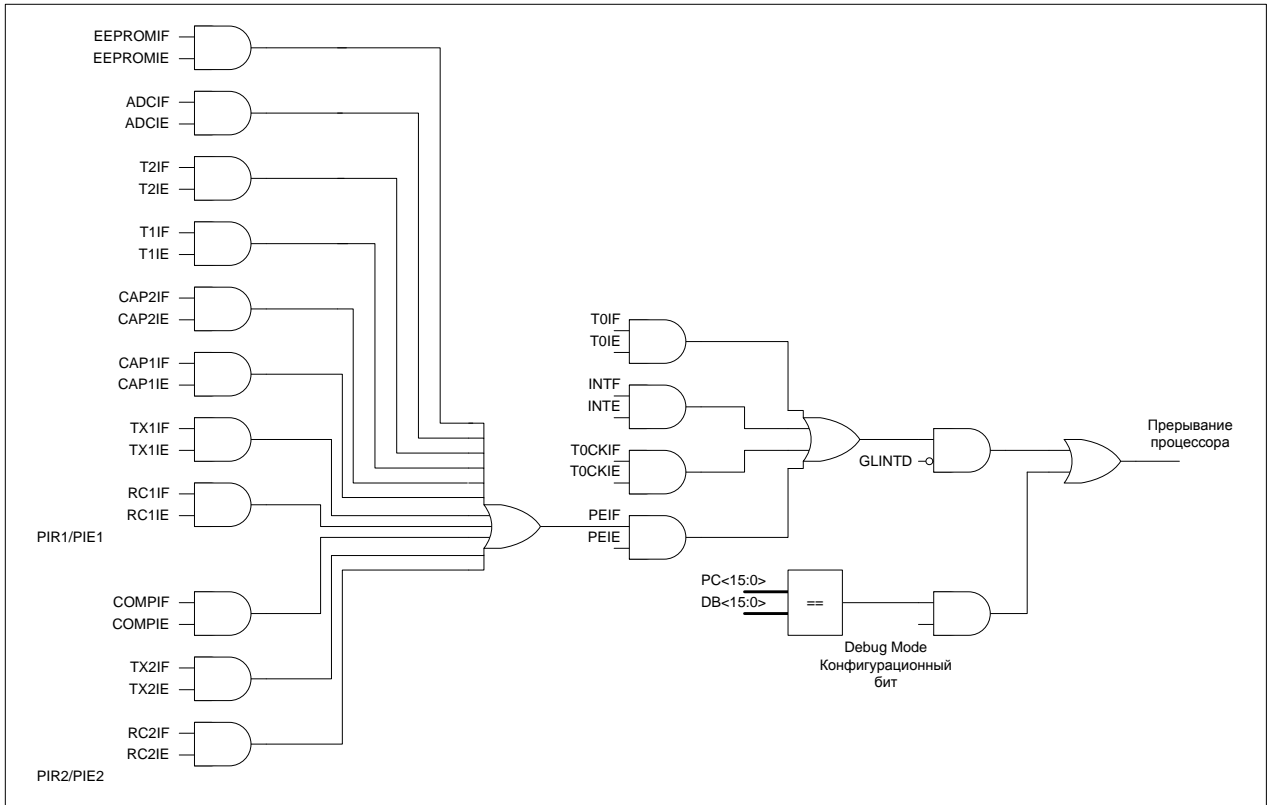 EEPROMIF
EEPROMIE
ADCIF
ADCIE
T2IF
T2IE
T1IF
T1IE
CAP2IF
CAP2IE
CAP1IF
CAP1IE
TX1IF
TX1IE
RC1IF
RC1IE
PIR1/PIE1
COMPIF
COMPIE
TX2IF
TX2IE
RC2IF
RC2IE
PIR2/PIE2
T0IF
T0IE
INTF
INTE
T0CKIF
T0CKIE
PEIF
PEIE
GLINTD
PC<15:0>
DB<15:0>
==
Debug Mode
Конфигурационный
бит
Прерывание
процессора